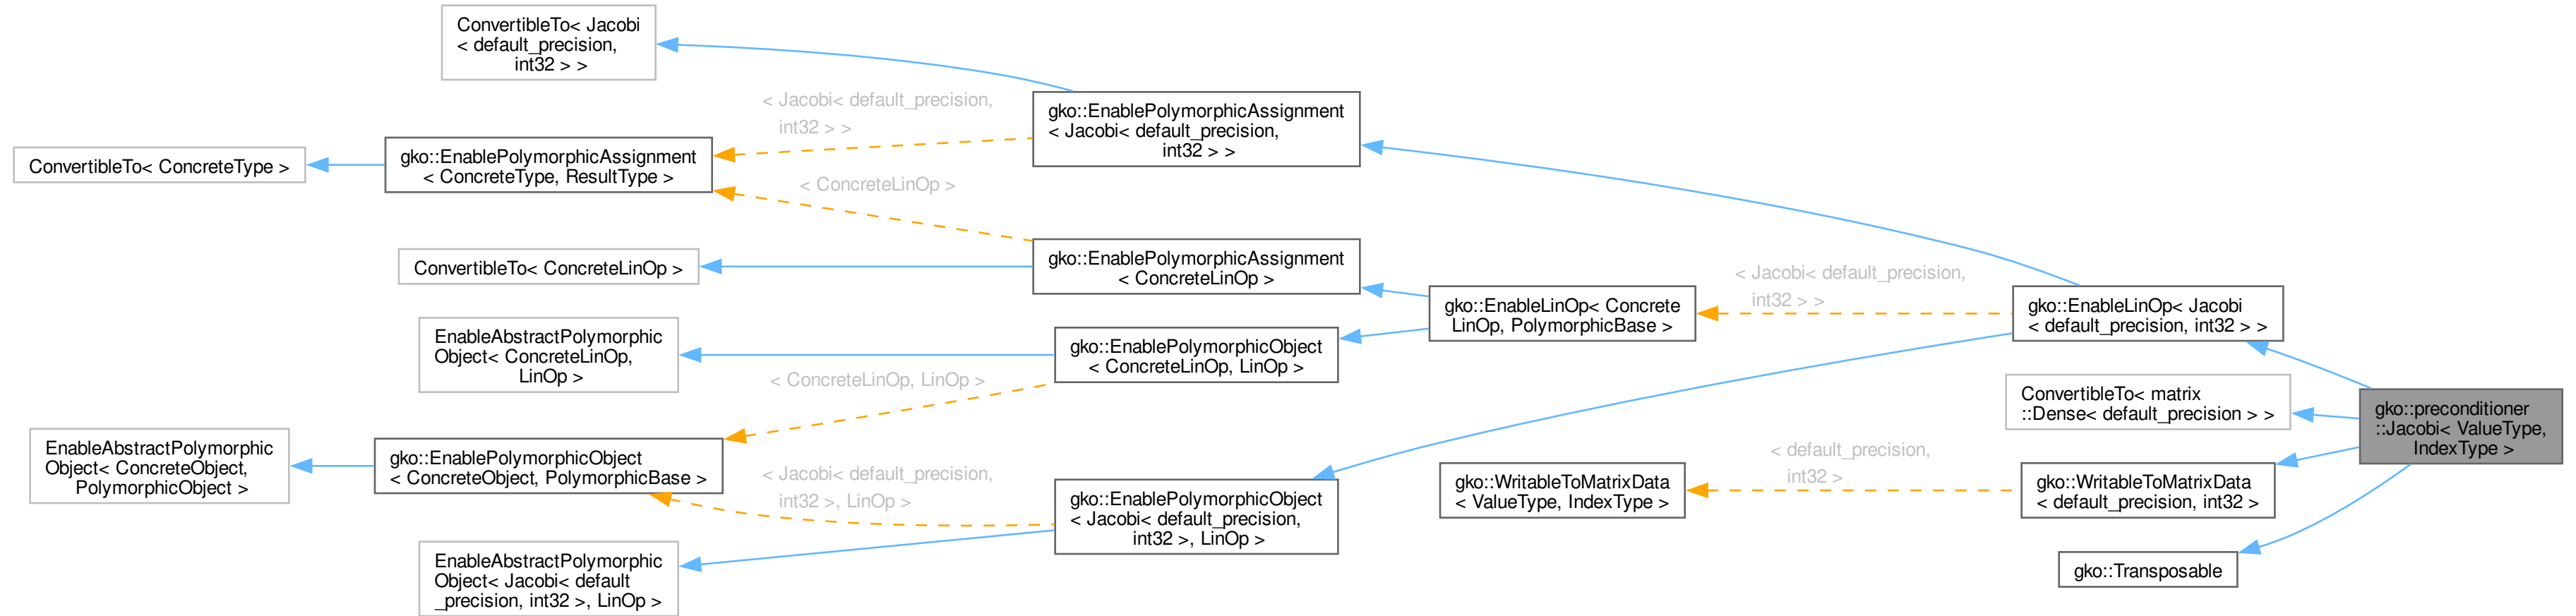 ConvertibleTo< Jacobi
< default_precision,
int32 > >
< Jacobi< default_precision,
int32 > >
gko::EnablePolymorphicAssignment
< Jacobi< default_precision,
int32 > >
ConvertibleTo< ConcreteType >
gko::EnablePolymorphicAssignment
< ConcreteType, ResultType >
< ConcreteLinOp >
ConvertibleTo< ConcreteLinOp >
gko::EnablePolymorphicAssignment
< ConcreteLinOp >
gko::EnableLinOp< Concrete
LinOp, PolymorphicBase >
< Jacobi< default_precision,
int32 > >
gko::EnableLinOp< Jacobi
< default_precision, int32 > >
EnableAbstractPolymorphic
Object< ConcreteLinOp,
LinOp >
gko::EnablePolymorphicObject
< ConcreteLinOp, LinOp >
< ConcreteLinOp, LinOp >
ConvertibleTo< matrix
::Dense< default_precision > >
gko::preconditioner
::Jacobi< ValueType,
IndexType >
EnableAbstractPolymorphic
Object< ConcreteObject,
PolymorphicObject >
gko::EnablePolymorphicObject
< ConcreteObject, PolymorphicBase >
< Jacobi< default_precision,
int32 >, LinOp >
gko::EnablePolymorphicObject
< Jacobi< default_precision,
int32 >, LinOp >
gko::WritableToMatrixData
< ValueType, IndexType >
< default_precision,
int32 >
gko::WritableToMatrixData
< default_precision, int32 >
EnableAbstractPolymorphic
Object< Jacobi< default
_precision, int32 >, LinOp >
gko::Transposable